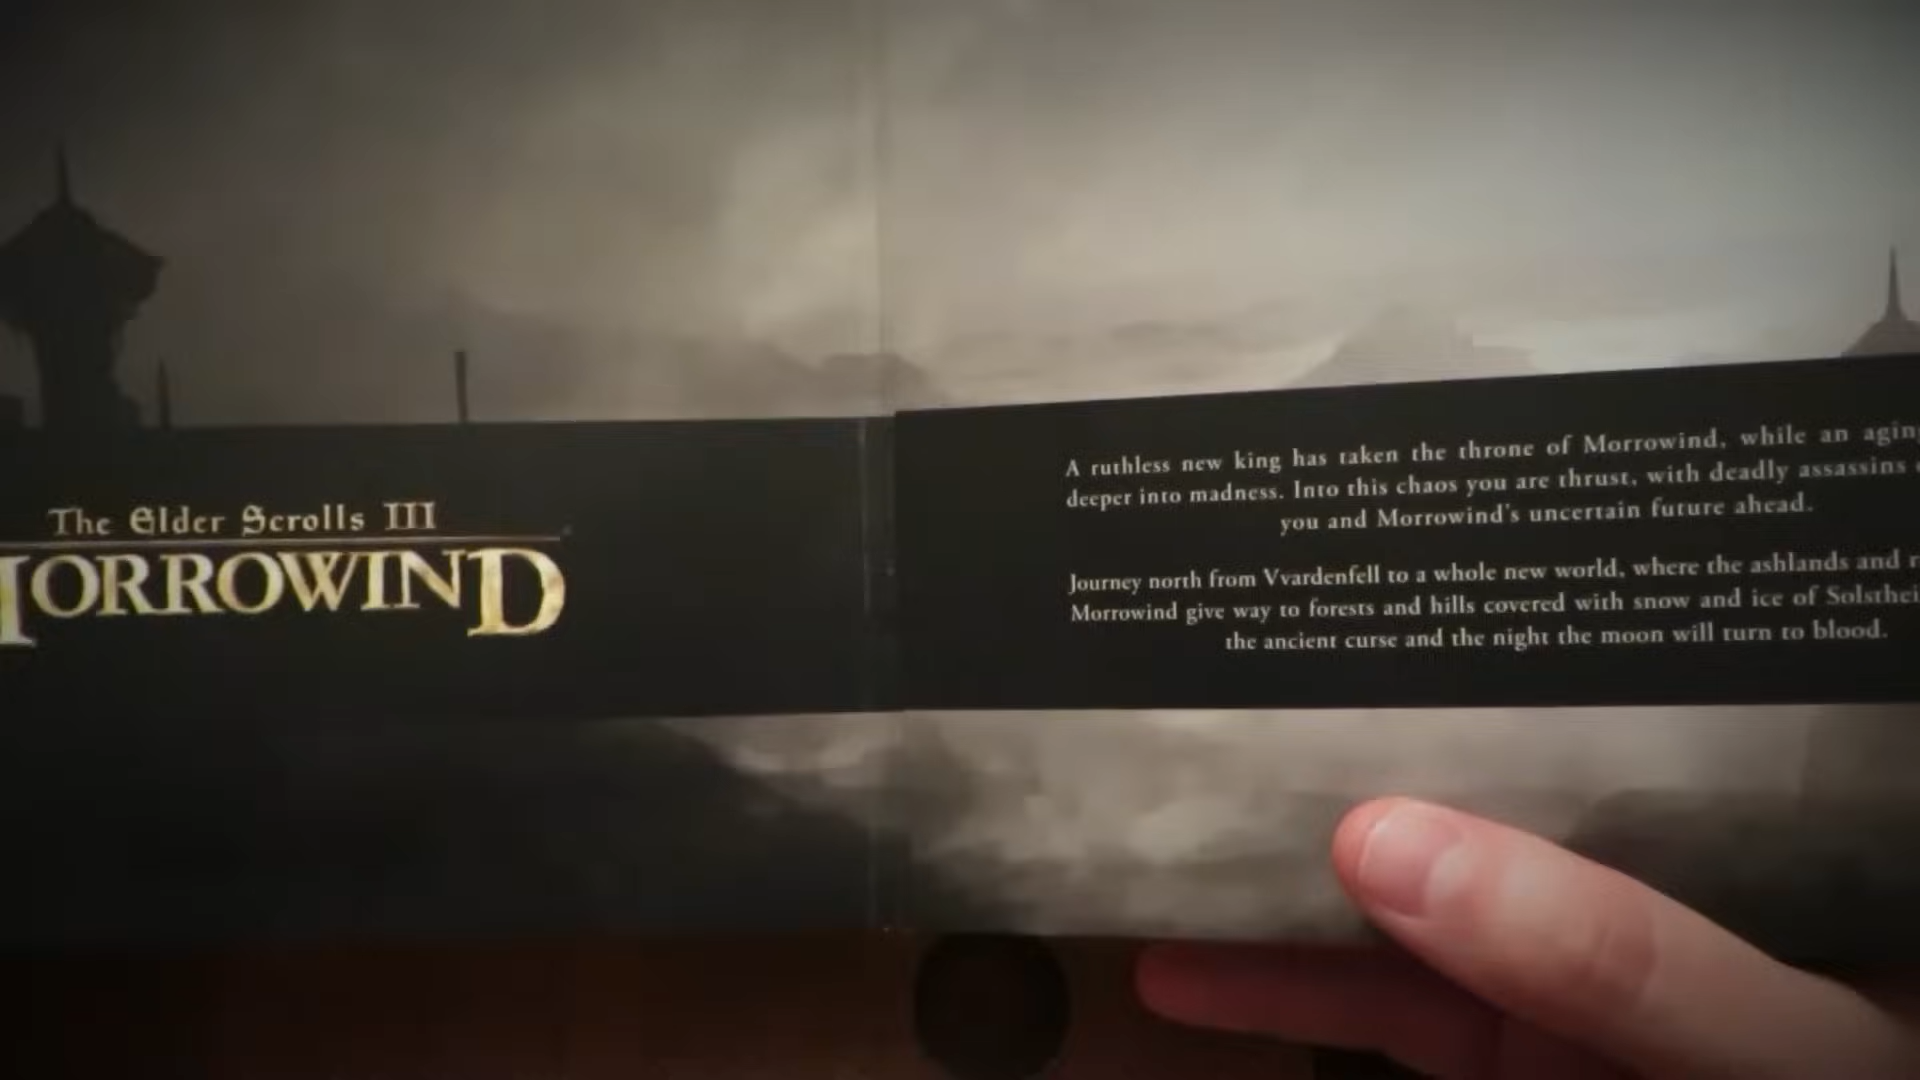 The Elder Scrolls III
MORROWIND
A ruthless new king has taken the throne of Morrowind, while an aging
deeper into madness. Into this chaos you are thrust, with deadly assassins
you and Morrowind's uncertain future ahead.
Journey north from Vvardenfell to a whole new world, where the ashlands and
Morrowind give way to forests and hills covered with snow and ice of
the ancient curse and the night the moon will turn to blood.